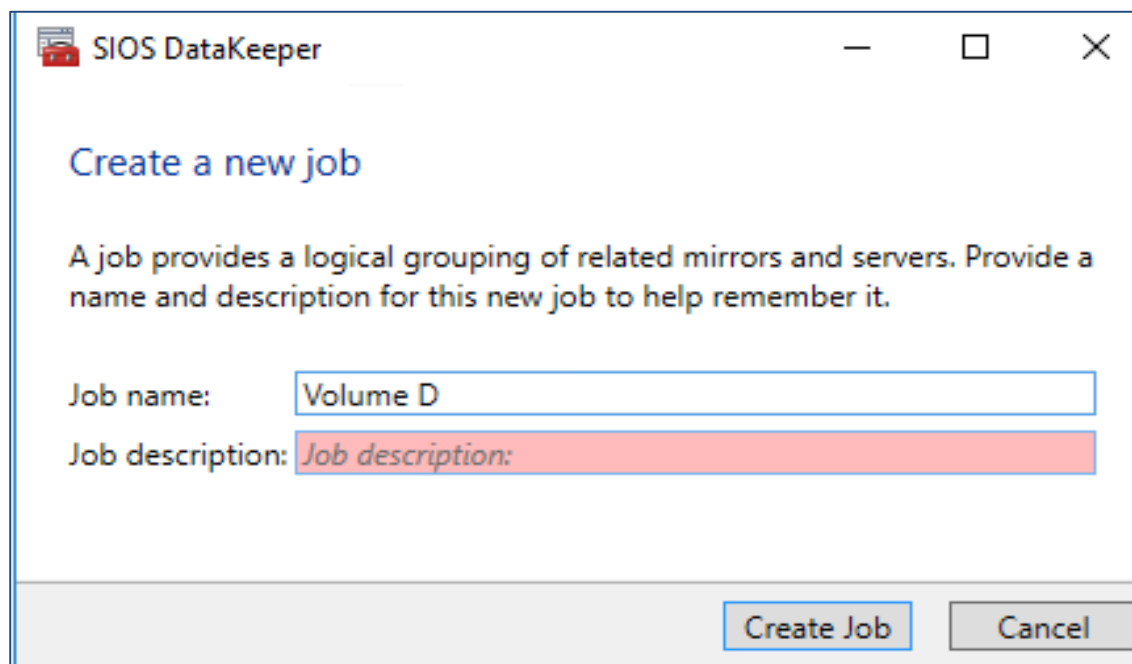 SIOS DataKeeper
Create a new job
A job provides a logical grouping of related mirrors and servers. Provide a
name and description for this new job to help remember it.
Job name: Volume D
Job description: Job description:
Create Job Cancel